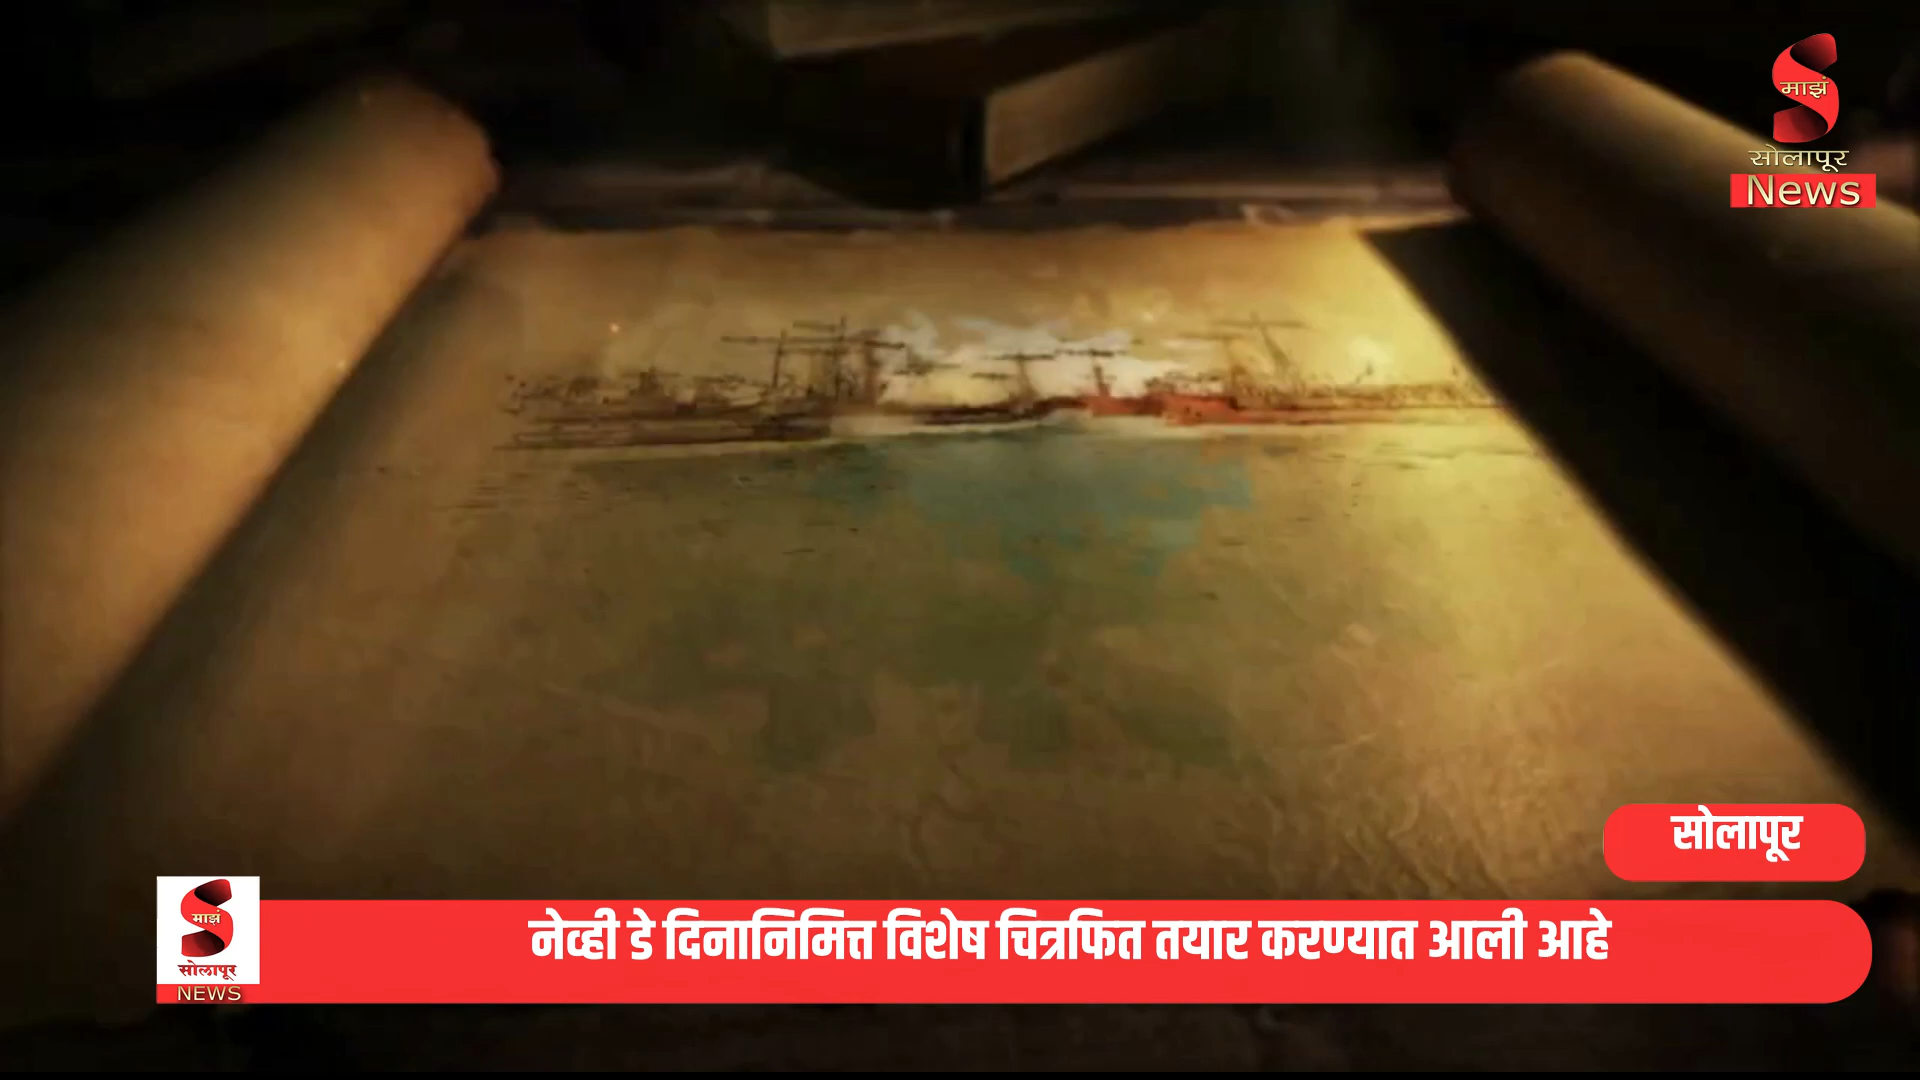 माझं
सोलापूर
News
सोलापूर
माझं
सोलापूर
NEWS
नेव्ही डे दिनानिमित्त विशेष चित्रफित तयार करण्यात आली आहे